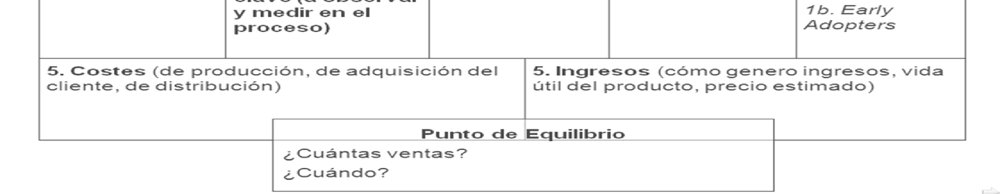 y medir en el
proceso)
1b. Early
Adopters
5. Costes (de producción, de adquisición del
cliente, de distribución)
5. Ingresos (cómo genero ingresos, vida
útil del producto, precio estimado)
Punto de Equilibrio
¿Cuántas ventas?
¿Cuándo?